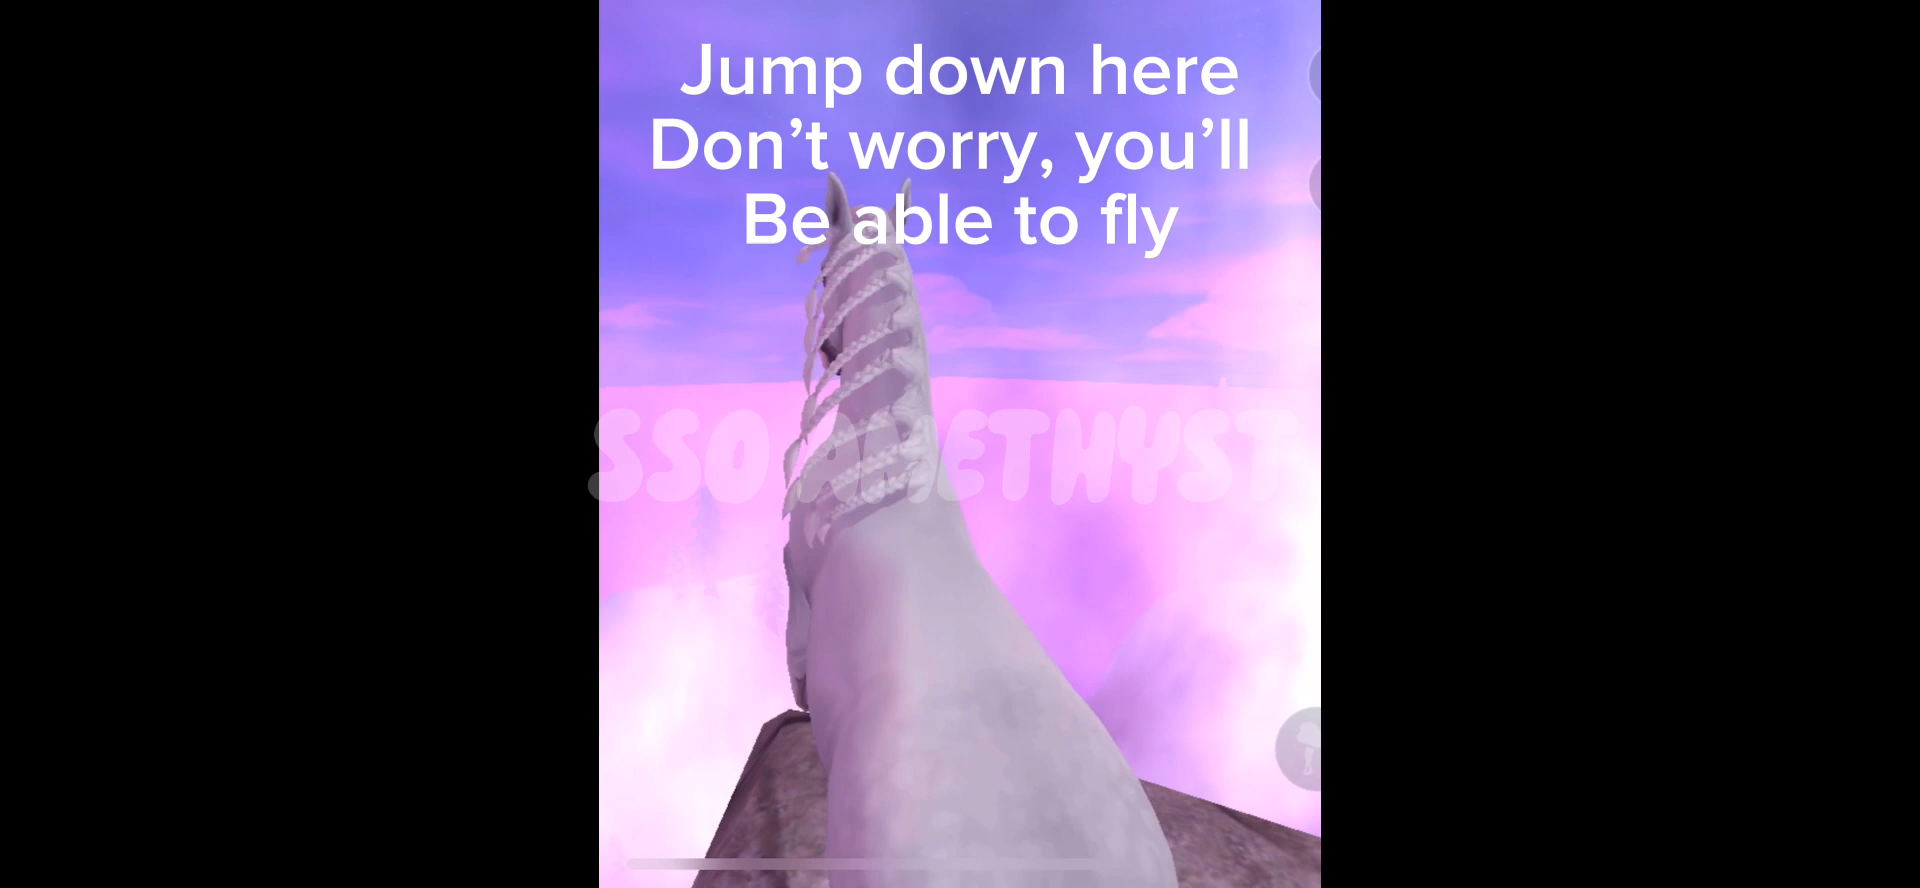 Jump down here
Don’t worry, you’ll
Be able to fly
SSO AMETHYST